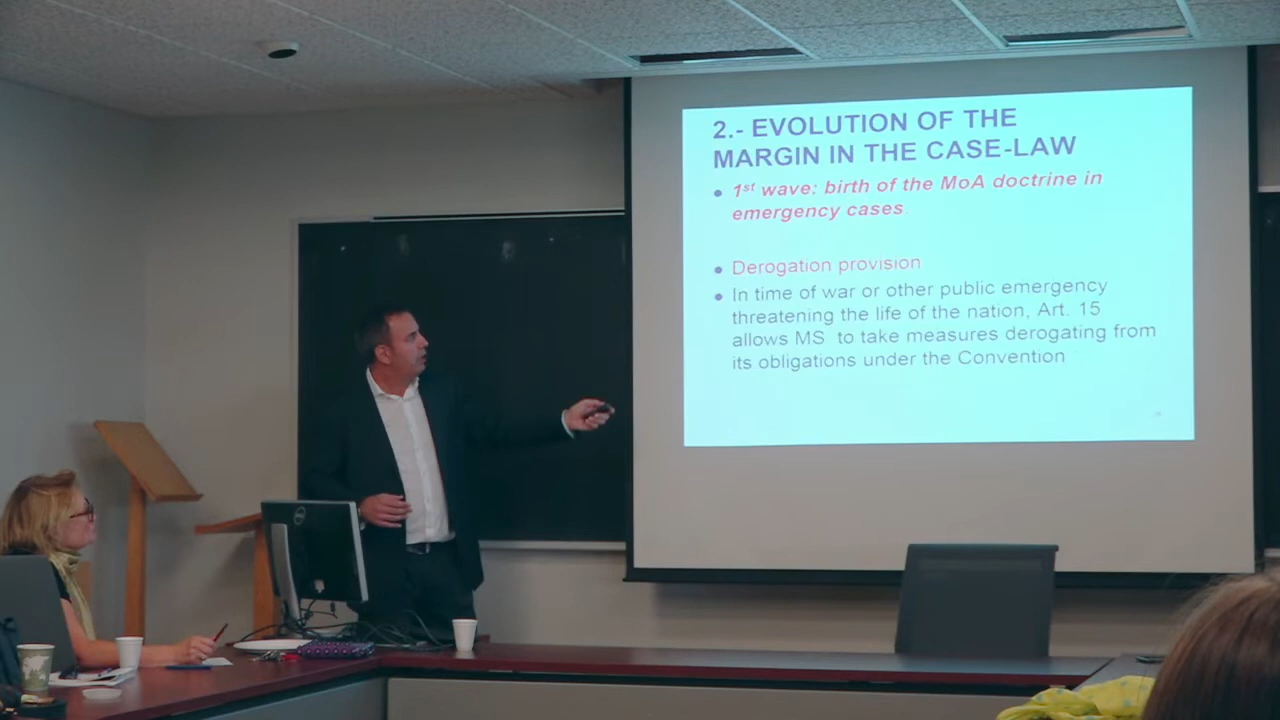 2.- EVOLUTION OF THE
MARGIN IN THE CASE-LAW
• 1st wave: birth of the MoA doctrine in
emergency cases
• Derogation provision
• In time of war or other public emergency
threatening the life of the nation, Art. 15
allows MS to take measures derogating from
its obligations under the Convention
DELL